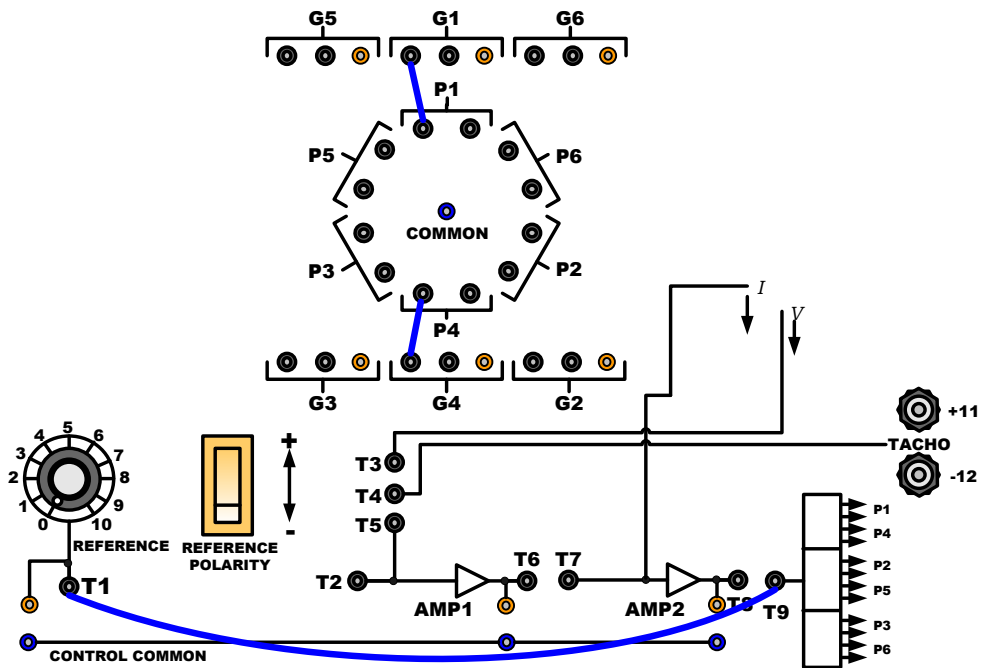 G5 G1 G6
P1
P5 P6
COMMON
P3 P2
P4
I
V
G3 G4 G2
+11
TACHO
-12
0 1 2 3 4 5 6 7 8 9 10
REFERENCE
+
-
REFERENCE
POLARITY
T3
T4
T5
T1
T2 T6 T7 T8 T9
AMP1 AMP2
CONTROL COMMON
P1
P4
P2
P5
P3
P6